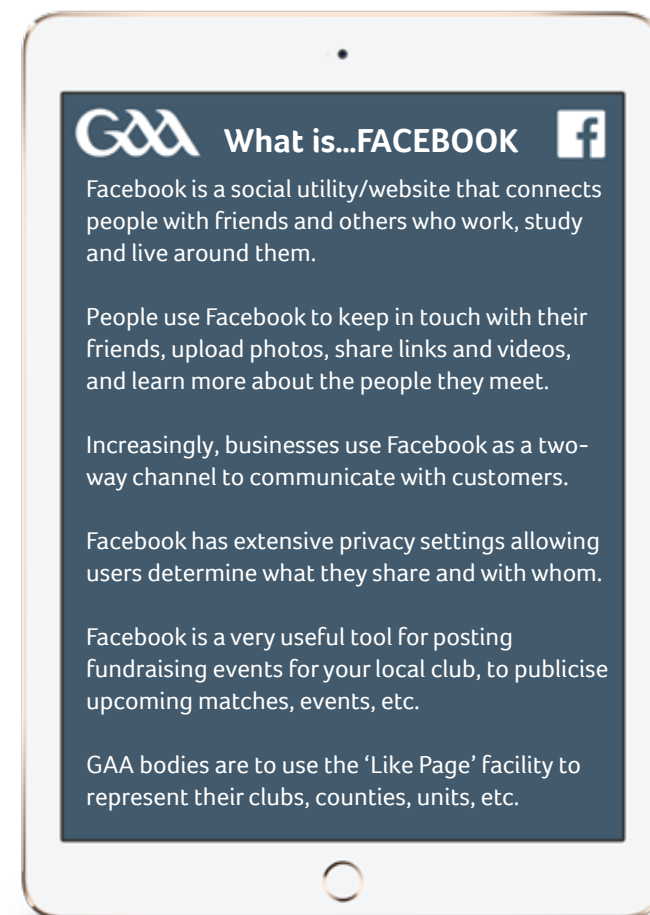 GAA What is...FACEBOOK f
Facebook is a social utility/website that connects
people with friends and others who work, study
and live around them.
People use Facebook to keep in touch with their
friends, upload photos, share links and videos,
and learn more about the people they meet.
Increasingly, businesses use Facebook as a two-
way channel to communicate with customers.
Facebook has extensive privacy settings allowing
users determine what they share and with whom.
Facebook is a very useful tool for posting
fundraising events for your local club, to publicise
upcoming matches, events, etc.
GAA bodies are to use the ‘Like Page’ facility to
represent their clubs, counties, units, etc.